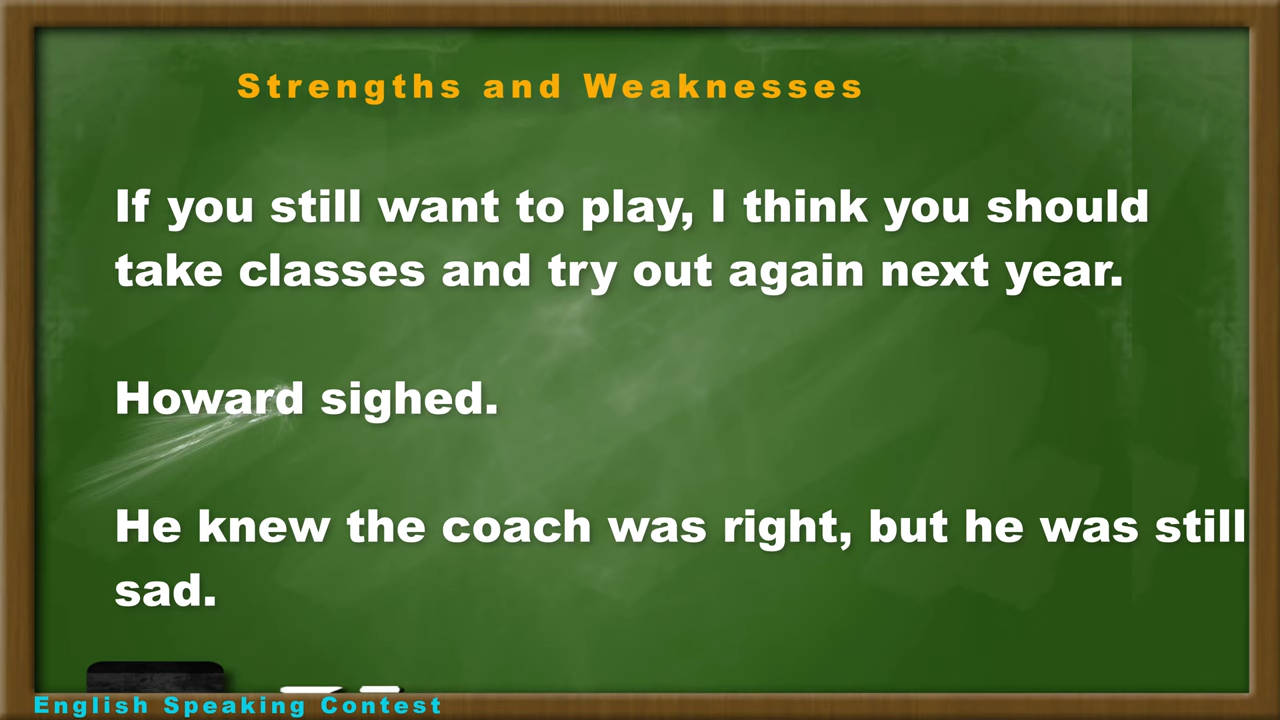 Strengths and Weaknesses
If you still want to play, I think you should
take classes and try out again next year.
Howard sighed.
He knew the coach was right, but he was still
sad.
English Speaking Contest